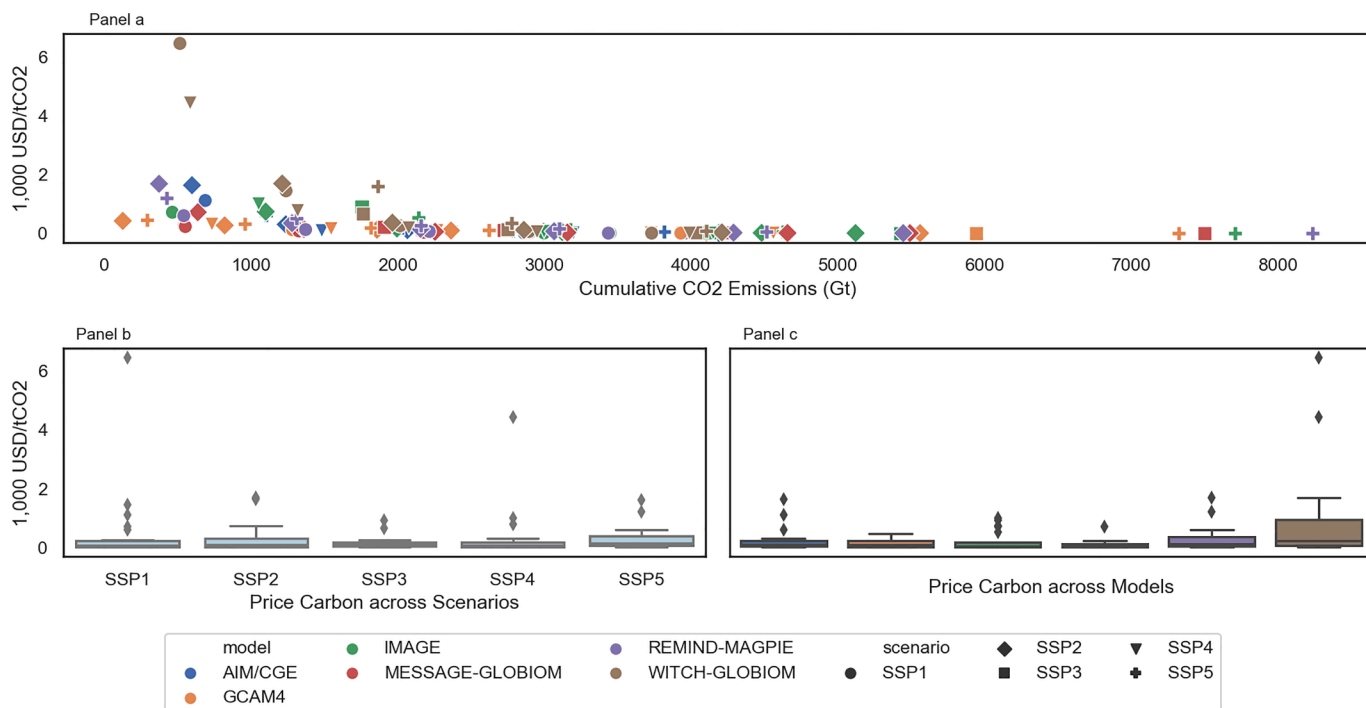 Panel a
1,000 USD/tCO2
6
4
2
0
0 1000 2000 3000 4000 5000 6000 7000 8000
Cumulative CO2 Emissions (Gt)
Panel b
1,000 USD/tCO2
6
4
2
0
SSP1 SSP2 SSP3 SSP4 SSP5
Price Carbon across Scenarios
Panel c
Price Carbon across Models
model IMAGE REMIND-MAGPIE scenario SSP2 SSP4
AIM/CGE MESSAGE-GLOBIOM WITCH-GLOBIOM SSP1 SSP3 SSP5
GCAM4